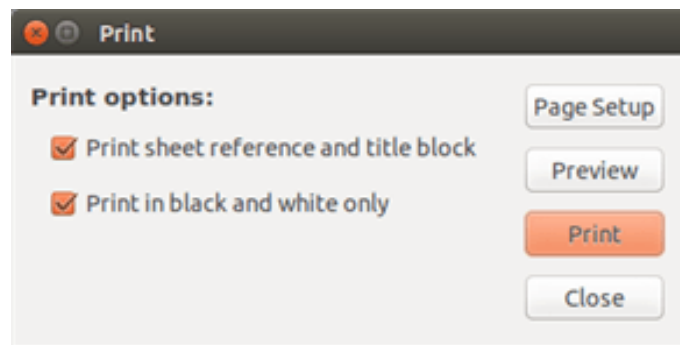 Print
Print options:
Page Setup
Print sheet reference and title block
Preview
Print in black and white only
Print
Close